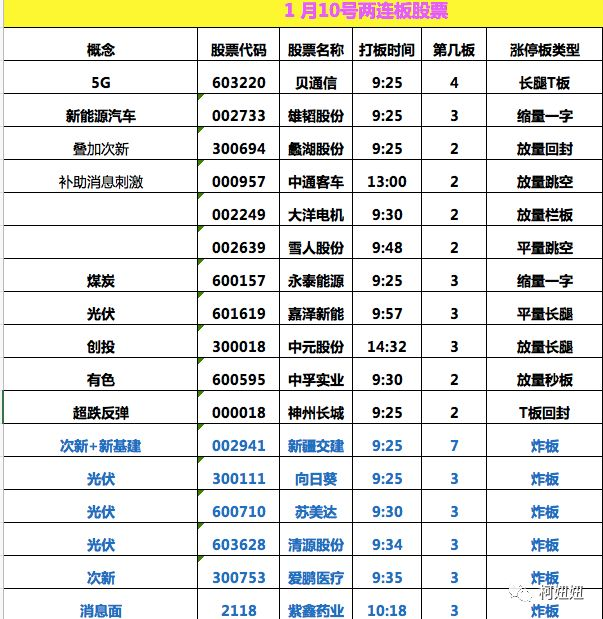 1 月10号两连板股票
概念 股票代码 股票名称 打板时间 第几板 涨停板类型
5G 603220 贝通信 9:25 4 长腿T板
新能源汽车 002733 雄韬股份 9:25 3 缩量一字
叠加次新 300694 蠡湖股份 9:25 2 放量回封
补助消息刺激 000957 中通客车 13:00 2 放量跳空
002249 大洋电机 9:30 2 放量栏板
002639 雪人股份 9:48 2 平量跳空
煤炭 600157 永泰能源 9:25 3 缩量一字
光伏 601619 嘉泽新能 9:57 3 平量长腿
创投 300018 中元股份 14:32 3 放量长腿
有色 600595 中孚实业 9:30 2 放量秒板
超跌反弹 000018 神州长城 9:25 2 T板回封
次新+新基建 002941 新疆交建 9:25 7 炸板
光伏 300111 向日葵 9:25 3 炸板
光伏 600710 苏美达 9:30 3 炸板
光伏 603628 清源股份 9:34 3 炸板
次新 300753 爱鹏医疗 9:35 3 炸板
消息面 2118 紫鑫药业 10:18 3 炸板
柯妞妞